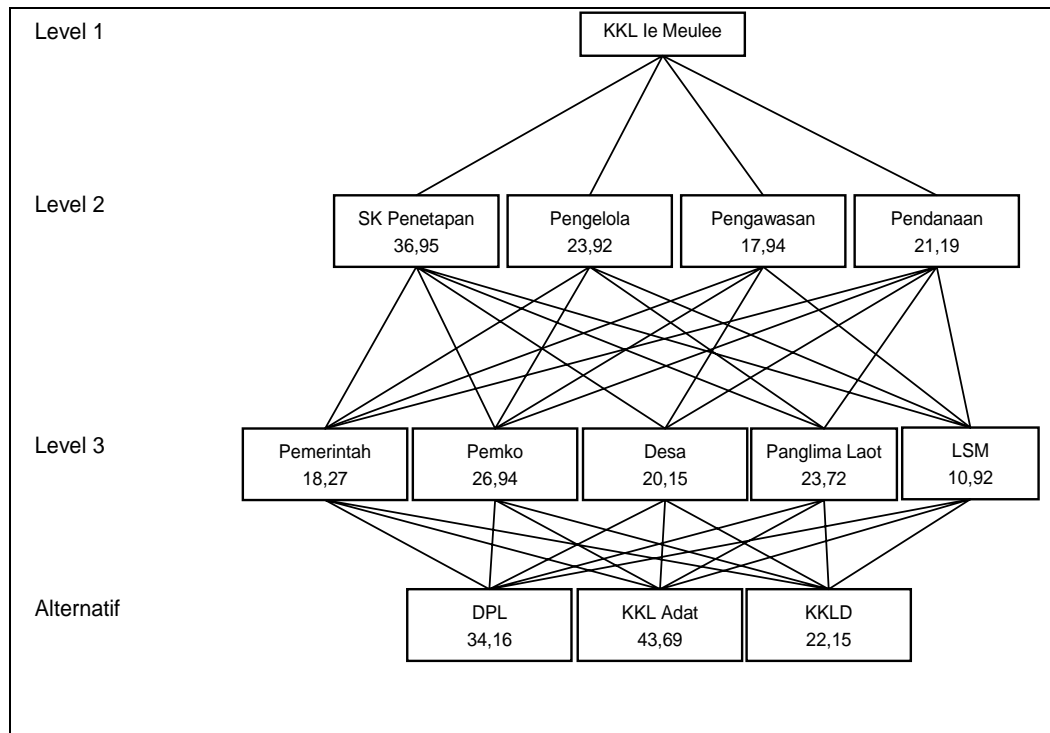 Level 1
KKL Ie Meulee
Level 2
SK Penetapan
36,95
Pengelola
23,92
Pengawasan
17,94
Pendanaan
21,19
Level 3
Pemerintah
18,27
Pemko
26,94
Desa
20,15
Panglima Laot
23,72
LSM
10,92
Alternatif
DPL
34,16
KKL Adat
43,69
KKLD
22,15